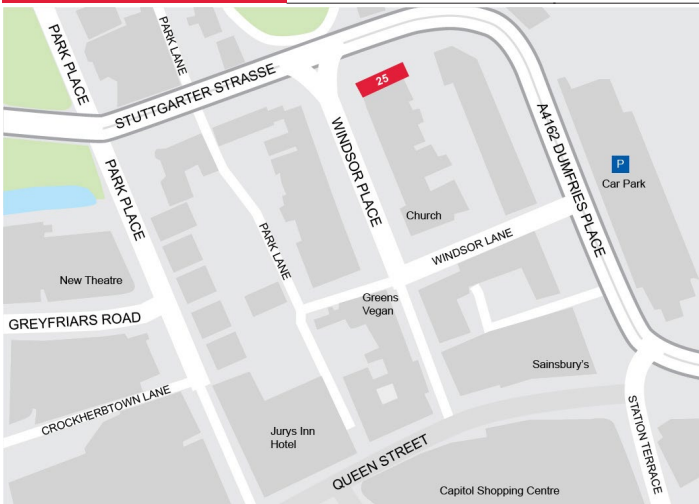 PARK PLACE
PARK LANE
STUTTGARTER STRASSE
25
A4162 DUMFRIES PLACE
P
Car Park
WINDSOR PLACE
PARK PLACE
Church
PARK LANE
WINDSOR LANE
New Theatre
Greens
Vegan
GREYFRIARS ROAD
Sainsbury's
CROCKHERBTOWN LANE
STATION TERRACE
Jurys Inn
Hotel
QUEEN STREET
Capitol Shopping Centre